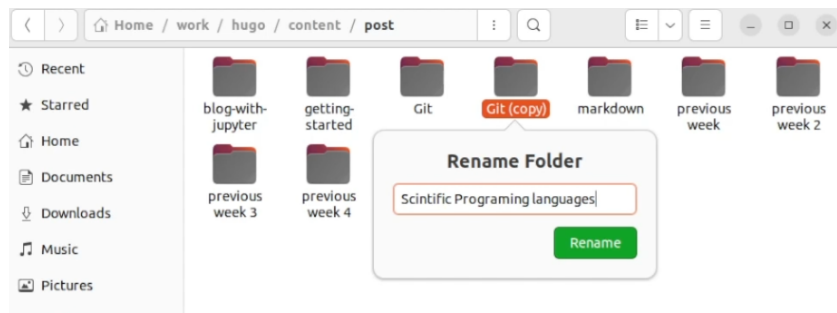 Home / work / hugo / content / post
Recent
Starred
Home
Documents
Downloads
Music
Pictures
blog-with-
jupyter
getting-
started
Git
Git (copy)
markdown
previous
week
previous
week 2
previous
week 3
previous
week 4
Rename Folder
Scintific Programing languages
Rename